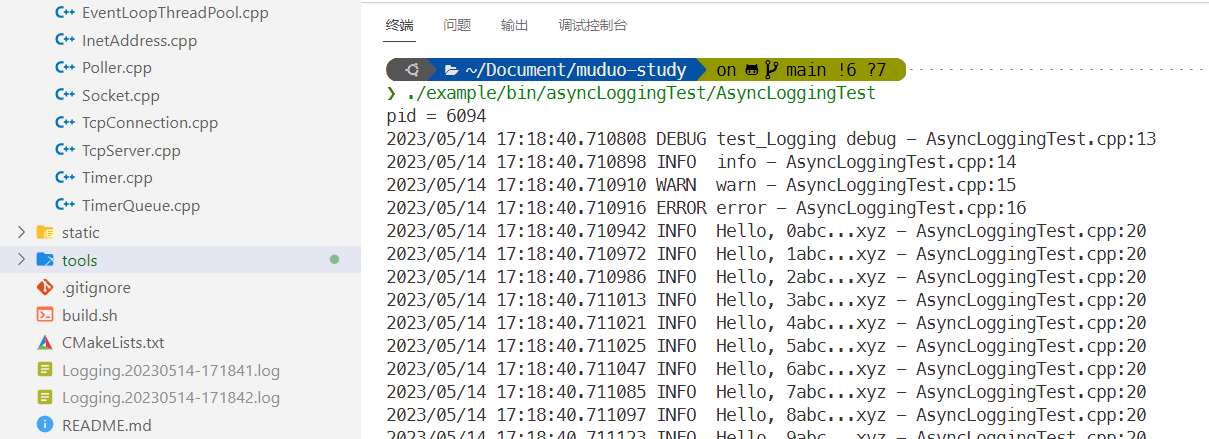 EventLoopThreadPool.cpp
InetAddress.cpp
Poller.cpp
Socket.cpp
TcpConnection.cpp
TcpServer.cpp
Timer.cpp
TimerQueue.cpp
static
tools
.gitignore
build.sh
CMakeLists.txt
Logging.20230514-171841.log
Logging.20230514-171842.log
README.md
终端 问题 输出 调试控制台
~/Document/muduo-study on main !6 ?7
❯ ./example/bin/asyncLoggingTest/AsyncLoggingTest
pid = 6094
2023/05/14 17:18:40.710808 DEBUG test_Logging debug - AsyncLoggingTest.cpp:13
2023/05/14 17:18:40.710898 INFO  info - AsyncLoggingTest.cpp:14
2023/05/14 17:18:40.710910 WARN  warn - AsyncLoggingTest.cpp:15
2023/05/14 17:18:40.710916 ERROR error - AsyncLoggingTest.cpp:16
2023/05/14 17:18:40.710942 INFO  Hello, 0abc...xyz - AsyncLoggingTest.cpp:20
2023/05/14 17:18:40.710972 INFO  Hello, 1abc...xyz - AsyncLoggingTest.cpp:20
2023/05/14 17:18:40.710986 INFO  Hello, 2abc...xyz - AsyncLoggingTest.cpp:20
2023/05/14 17:18:40.711013 INFO  Hello, 3abc...xyz - AsyncLoggingTest.cpp:20
2023/05/14 17:18:40.711021 INFO  Hello, 4abc...xyz - AsyncLoggingTest.cpp:20
2023/05/14 17:18:40.711025 INFO  Hello, 5abc...xyz - AsyncLoggingTest.cpp:20
2023/05/14 17:18:40.711047 INFO  Hello, 6abc...xyz - AsyncLoggingTest.cpp:20
2023/05/14 17:18:40.711085 INFO  Hello, 7abc...xyz - AsyncLoggingTest.cpp:20
2023/05/14 17:18:40.711097 INFO  Hello, 8abc...xyz - AsyncLoggingTest.cpp:20
2023/05/14 17:18:40.711123 INFO  Hello, 9abc...xyz - AsyncLoggingTest.cpp:20